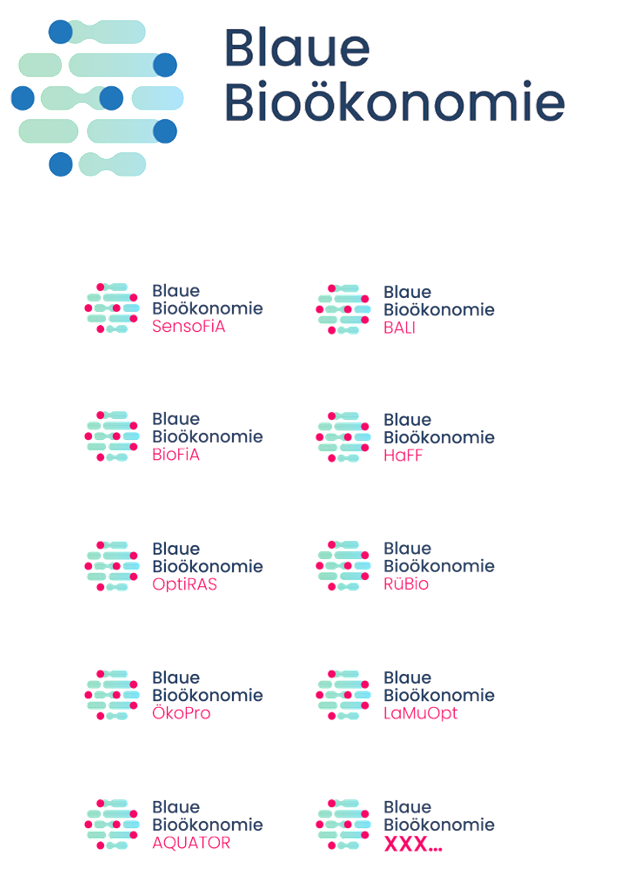 Blaue
Bioökonomie
Blaue
Bioökonomie
SensoFiA
Blaue
Bioökonomie
BALI
Blaue
Bioökonomie
BioFiA
Blaue
Bioökonomie
HaFF
Blaue
Bioökonomie
OptiRAS
Blaue
Bioökonomie
RüBio
Blaue
Bioökonomie
ÖkoPro
Blaue
Bioökonomie
LaMuOpt
Blaue
Bioökonomie
AQUATOR
Blaue
Bioökonomie
XXX...